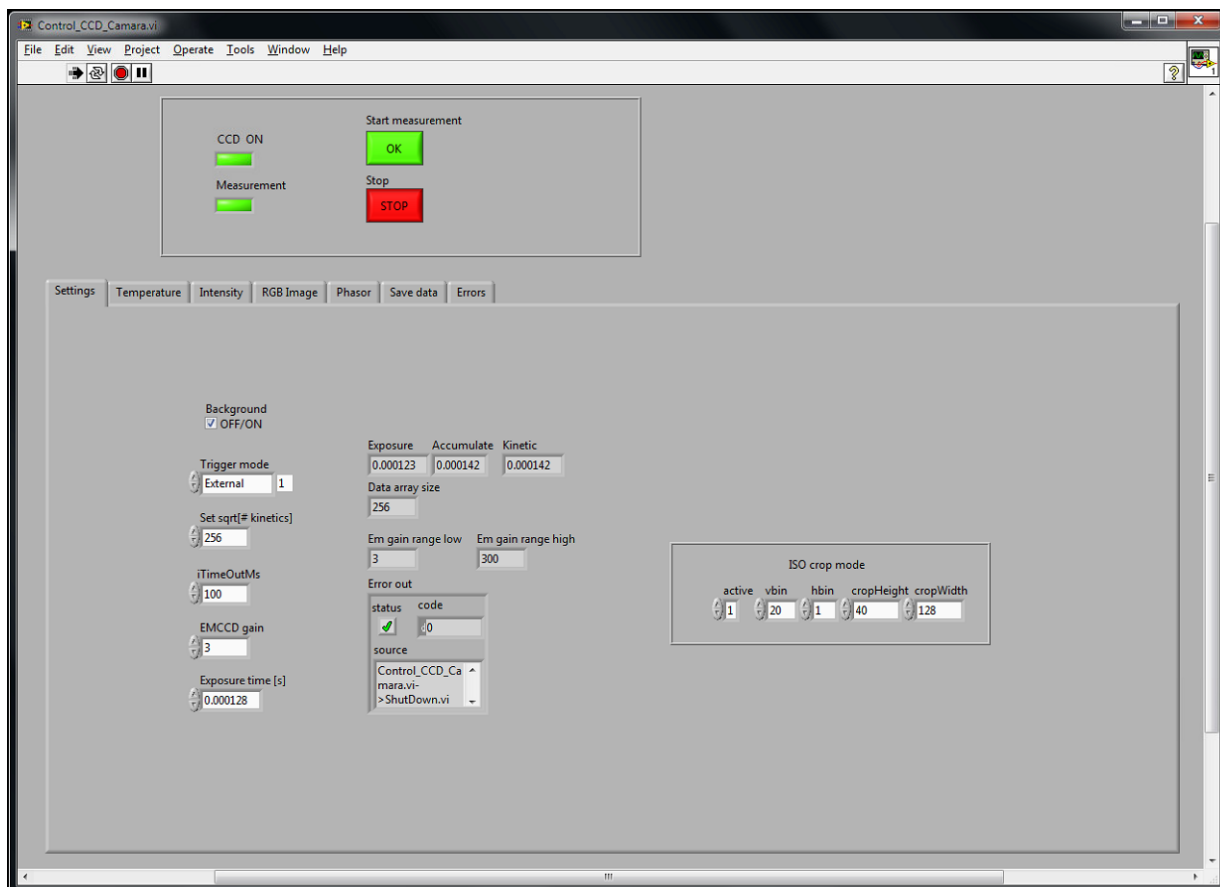 Control_CCD_Camara.vi
File Edit View Project Operate Tools Window Help
1
CCD ON
Start measurement
OK
Measurement
Stop
STOP
Settings Temperature Intensity RGB Image Phasor Save data Errors
Background
OFF/ON
Trigger mode
External 1
Set sqrt[# kinetics]
256
iTimeOutMs
100
EMCCD gain
3
Exposure time [s]
0.000128
Exposure Accumulate Kinetic
0.000123 0.000142 0.000142
Data array size
256
Em gain range low Em gain range high
3 300
Error out
status code
0
source
Control_CCD_Ca
mara.vi-
>ShutDown.vi
ISO crop mode
active vbin hbin cropHeight cropWidth
1 20 1 40 128